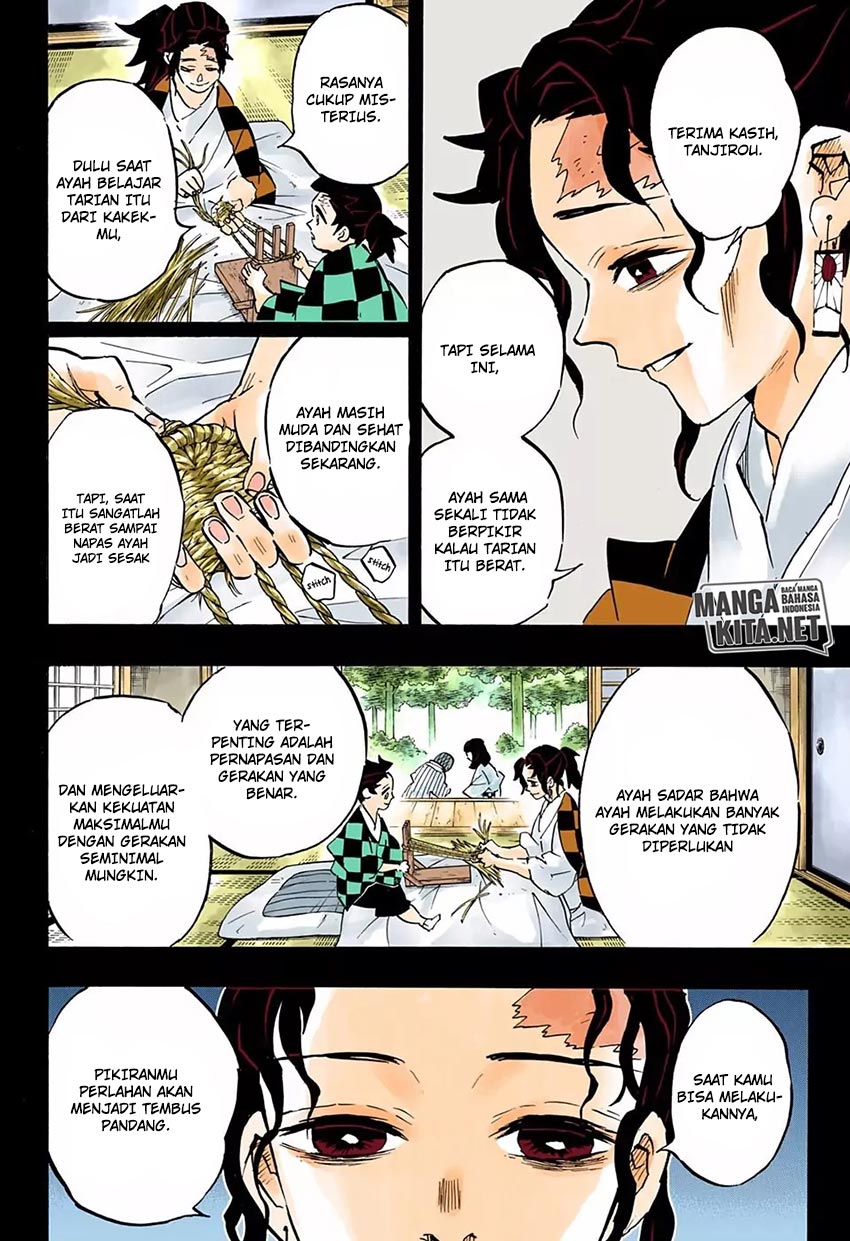 TERIMA KASIH,
TANJIROU.
TAPI SELAMA
INI,
AYAH SAMA
SEKALI TIDAK
BERPIKIR
KALAU TARIAN
ITU BERAT.
RASANYA
CUKUP MIS-
TERIUS.
DULU SAAT
AYAH BELAJAR
TARIAN ITU
DARI KAKEK-
MU,
AYAH MASIH
MUDA DAN SEHAT
DIBANDINGKAN
SEKARANG.
TAPI, SAAT
ITU SANGATLAH
BERAT SAMPAI
NAPAS AYAH
JADI SESAK
STITCH
STITCH
MANGA
BACA MANGA
BAHASA
INDONESIA
KITA.NET
AYAH SADAR BAHWA
AYAH MELAKUKAN BANYAK
GERAKAN YANG TIDAK
DIPERLUKAN
YANG TER-
PENTING ADALAH
PERNAPASAN DAN
GERAKAN YANG
BENAR.
DAN MENGELUAR-
KAN KEKUATAN
MAKSIMALMU
DENGAN GERAKAN
SEMINIMAL
MUNGKIN.
SAAT KAMU
BISA MELAKU-
KANNYA,
PIKIRANMU
PERLAHAN AKAN
MENJADI TEMBUS
PANDANG.